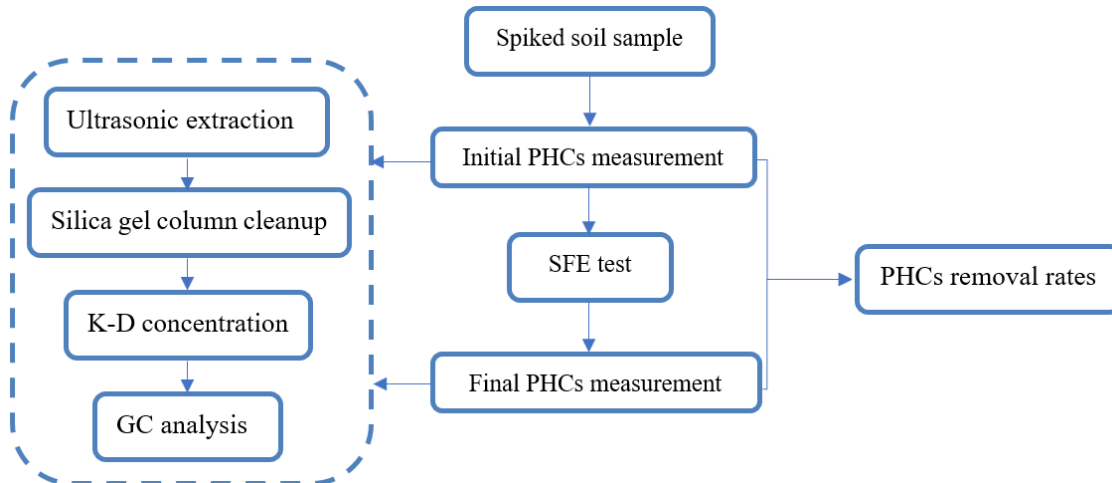 Spiked soil sample
Ultrasonic extraction
Initial PHCs measurement
Silica gel column cleanup
SFE test
PHCs removal rates
K-D concentration
Final PHCs measurement
GC analysis